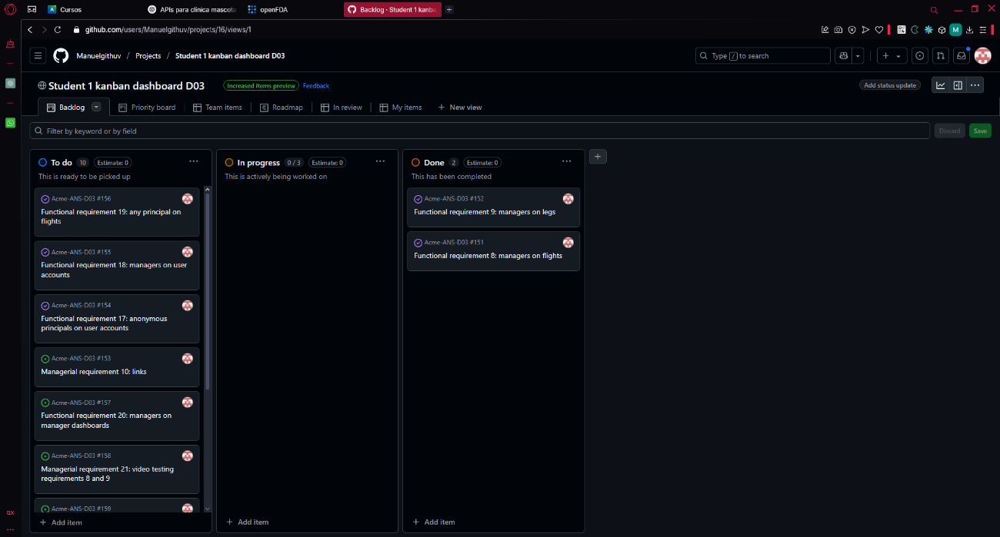 Cursos
APIs para clínica mascota
openFDA
Backlog · Student 1 kanba
github.com/users/Manuelgithuv/projects/16/views/1
M
Manuelgithuv / Projects / Student 1 kanban dashboard D03
Type / to search
Student 1 kanban dashboard D03
Increased items preview
Feedback
Add status update
Backlog
Priority board
Team items
Roadmap
In review
My items
+ New view
Filter by keyword or by field
Discard
Save
To do 10 Estimate: 0
This is ready to be picked up
Acme-ANS-D03 #156
Functional requirement 19: any principal on
flights
Acme-ANS-D03 #155
Functional requirement 18: managers on user
accounts
Acme-ANS-D03 #154
Functional requirement 17: anonymous
principals on user accounts
Acme-ANS-D03 #153
Managerial requirement 10: links
Acme-ANS-D03 #157
Functional requirement 20: managers on
manager dashboards
Acme-ANS-D03 #158
Managerial requirement 21: video testing
requirements 8 and 9
Acme-ANS-D03 #159
+ Add item
In progress 0 / 3 Estimate: 0
This is actively being worked on
+ Add item
Done 2 Estimate: 0
This has been completed
Acme-ANS-D03 #152
Functional requirement 9: managers on legs
Acme-ANS-D03 #151
Functional requirement 8: managers on flights
+ Add item
GX